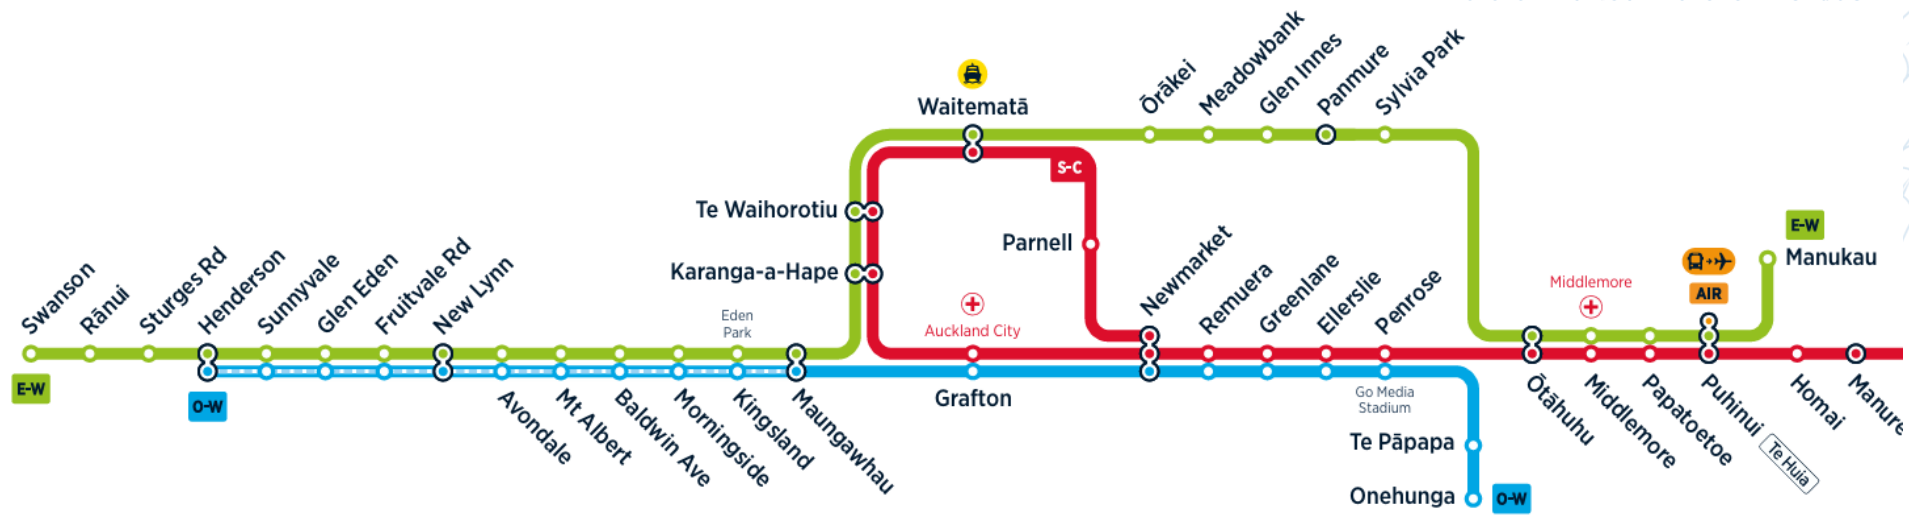 Waitematā
Ōrākei
Meadowbank
Glen Innes
Panmure
Sylvia Park
S-C
Te Waihorotiu
Parnell
Karanga-a-Hape
E-W
Manukau
AIR
Swanson
Rānui
Sturges Rd
Henderson
Sunnyvale
Glen Eden
Fruitvale Rd
New Lynn
Eden
Park
Auckland City
Newmarket
Remuera
Greenlane
Ellerslie
Penrose
Middlemore
E-W
O-W
Avondale
Mt Albert
Baldwin Ave
Morningside
Kingsland
Maungawhau
Grafton
Go Media
Stadium
Te Pāpapa
Onehunga
O-W
Ōtāhuhu
Middlemore
Papatoetoe
Puhinui
Te Huia
Homai
Manure